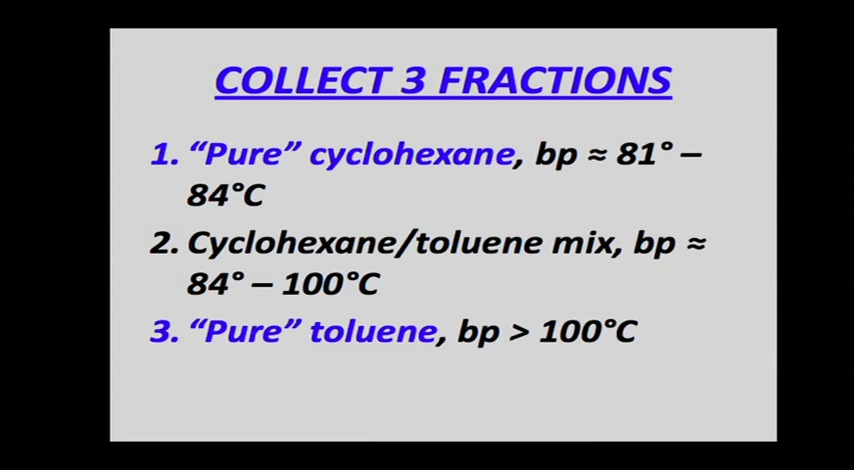 COLLECT 3 FRACTIONS
1. “Pure” cyclohexane, bp ≈ 81° –
84°C
2. Cyclohexane/toluene mix, bp ≈
84° – 100°C
3. “Pure” toluene, bp > 100°C